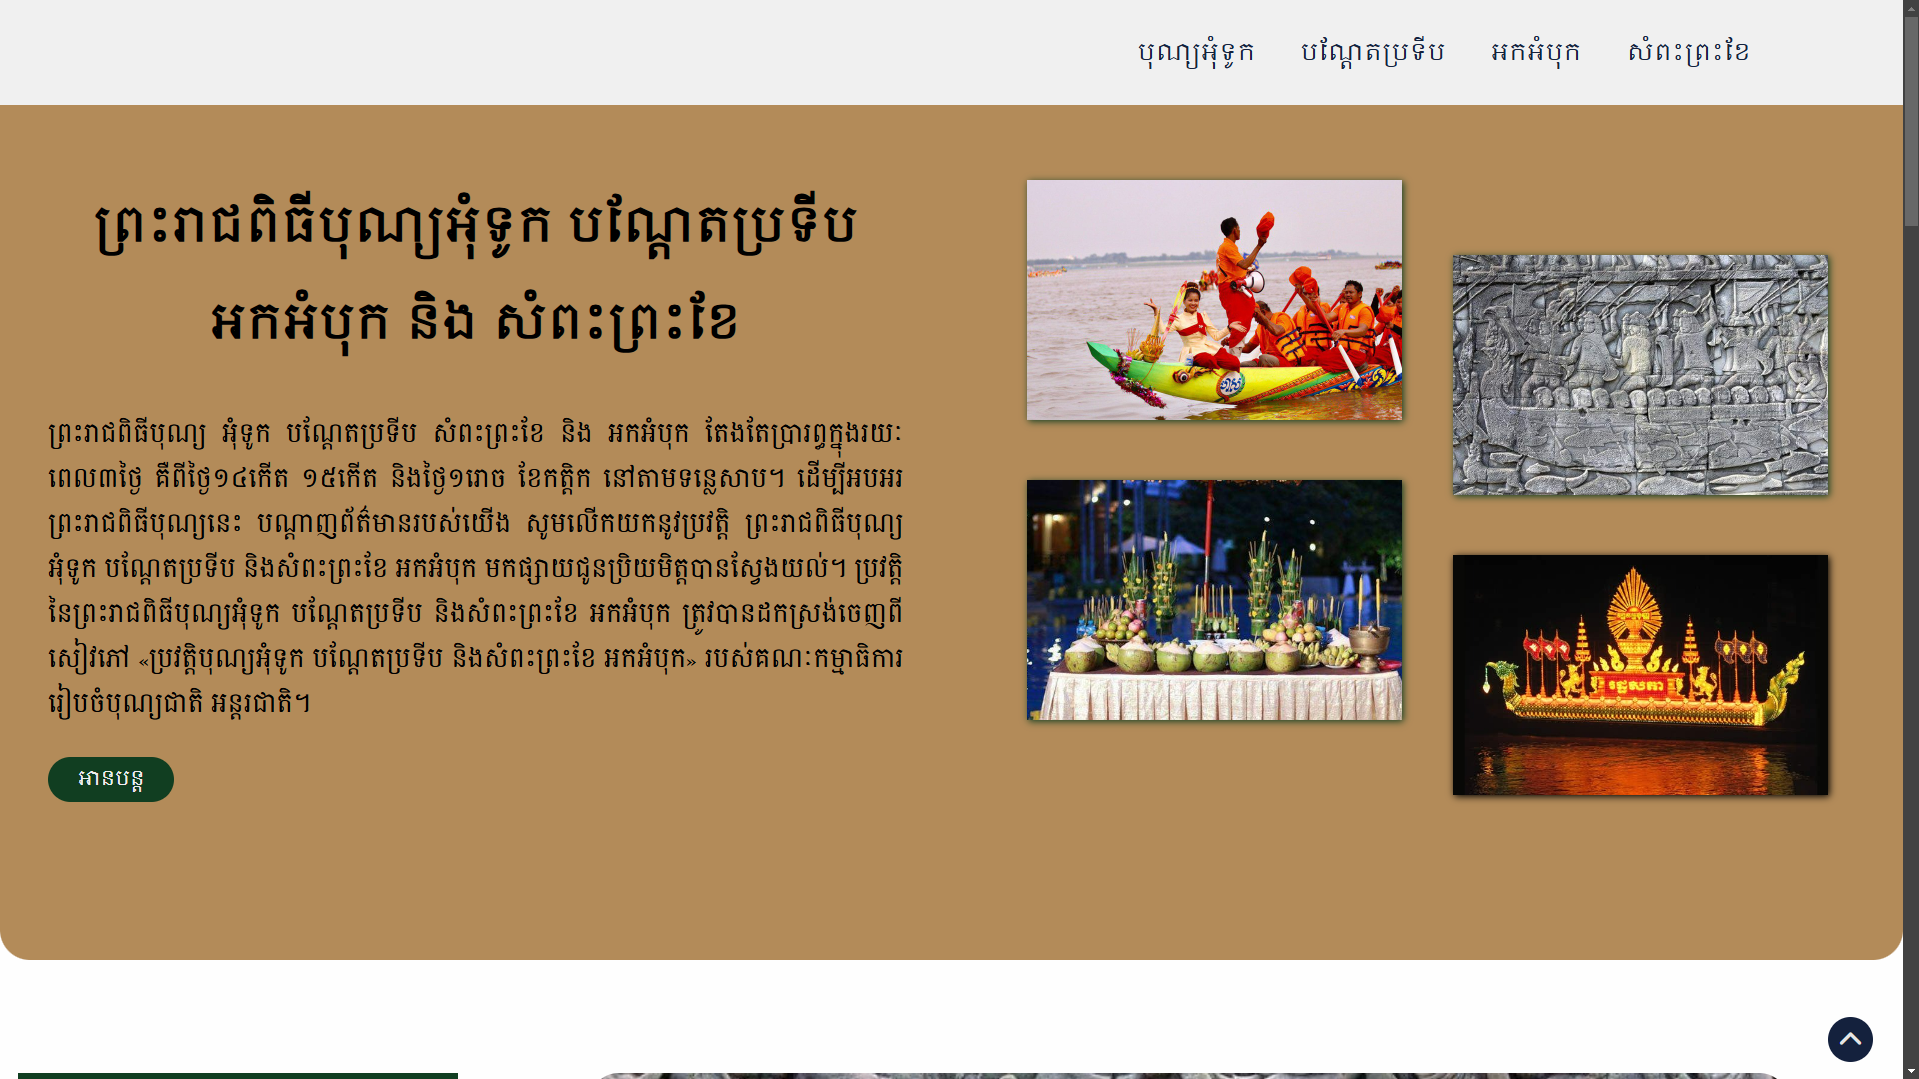 បុណ្យអុំទូក បណ្តែតប្រទីប អកអំបុក សំពះព្រះខែ
ព្រះរាជពិធីបុណ្យអុំទូក បណ្តែតប្រទីប
អកអំបុក និង សំពះព្រះខែ
ព្រះរាជពិធីបុណ្យ អុំទូក បណ្តែតប្រទីប សំពះព្រះខែ និង អកអំបុក តែងតែប្រារព្ធក្នុងរយៈ
ពេល៣ថ្ងៃ គឺពីថ្ងៃ១៤កើត ១៥កើត និងថ្ងៃ១រោច ខែកត្តិក នៅតាមទន្លេសាប។ ដើម្បីអបអរ
ព្រះរាជពិធីបុណ្យនេះ បណ្តាញព័ត៌មានរបស់យើង សូមលើកយកនូវប្រវត្តិ ព្រះរាជពិធីបុណ្យ
អុំទូក បណ្តែតប្រទីប និងសំពះព្រះខែ អកអំបុក មកផ្សាយជូនប្រិយមិត្តបានស្វែងយល់។ ប្រវត្តិ
នៃព្រះរាជពិធីបុណ្យអុំទូក បណ្តែតប្រទីប និងសំពះព្រះខែ អកអំបុក ត្រូវបានដកស្រង់ចេញពី
សៀវភៅ «ប្រវត្តិបុណ្យអុំទូក បណ្តែតប្រទីប និងសំពះព្រះខែ អកអំបុក» របស់គណៈកម្មាធិការ
រៀបចំបុណ្យជាតិ អន្តរជាតិ។
អានបន្ត
រដ្ឋសភា